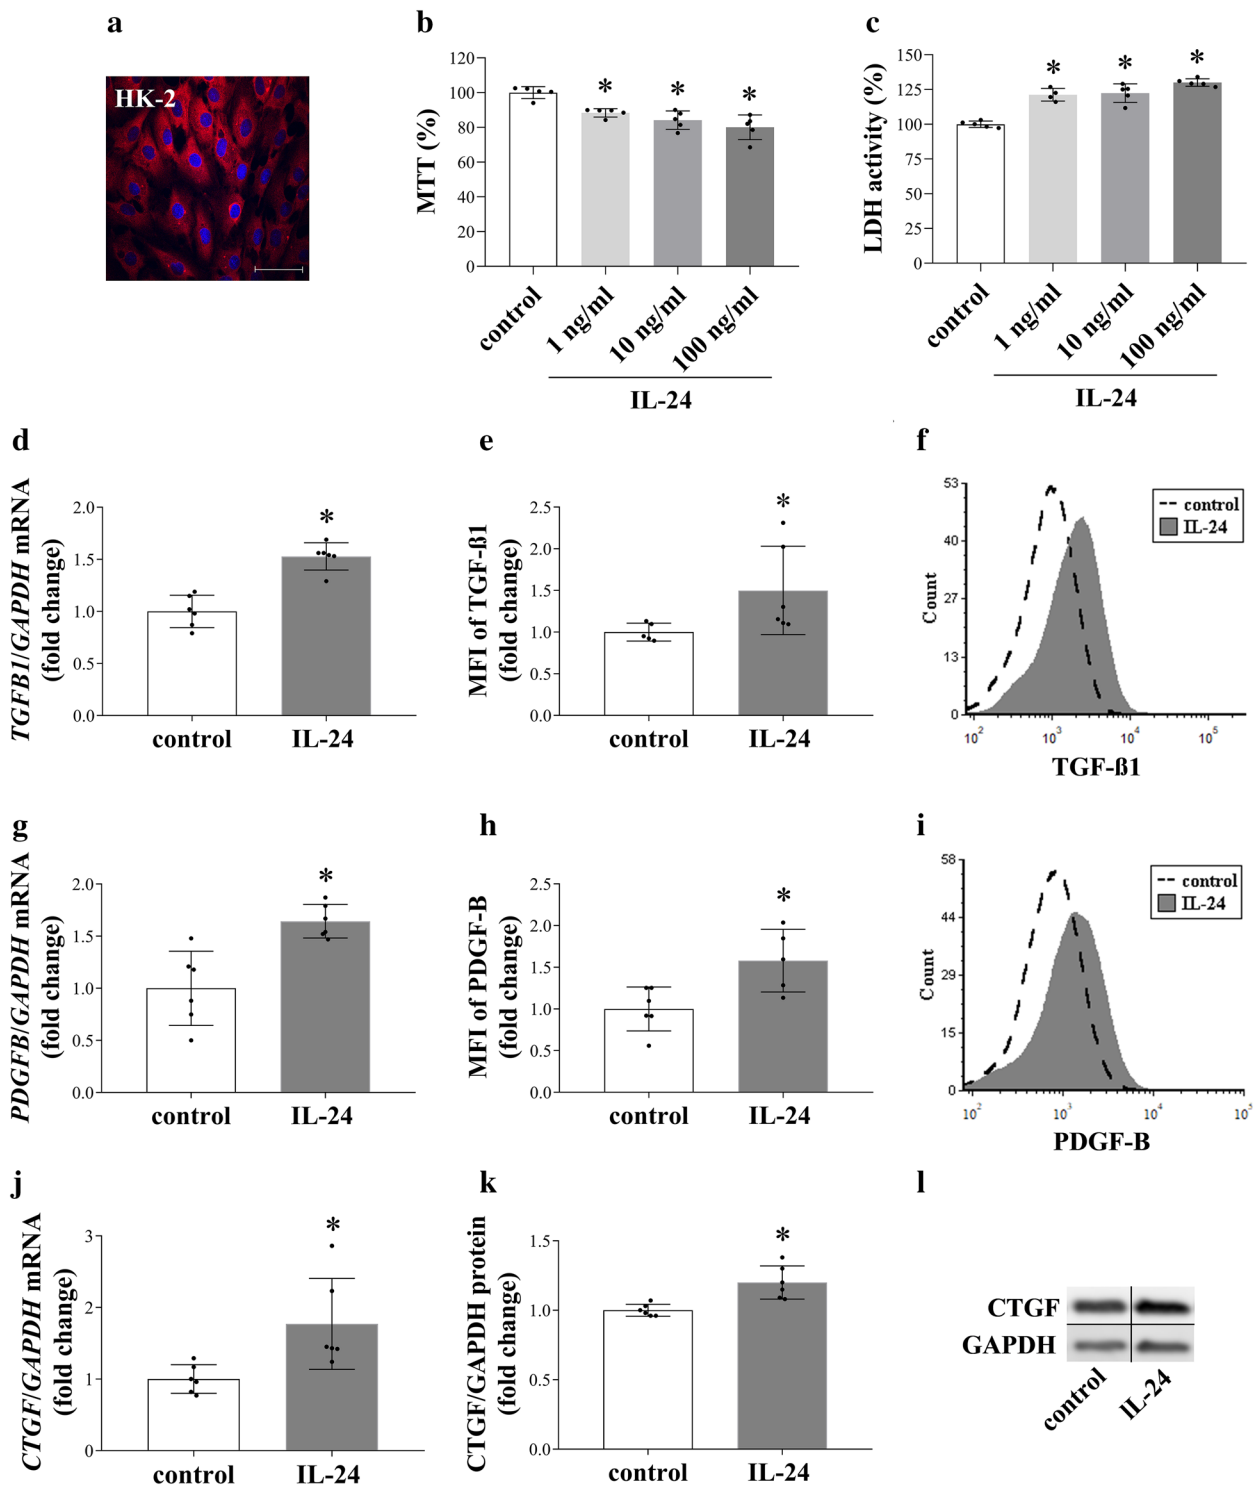 a
HK-2
b
MTT (%)
120
100
80
60
40
20
0
*
*
*
control
1 ng/ml
10 ng/ml
100 ng/ml
IL-24
c
LDH activity (%)
150
125
100
75
50
25
0
*
*
*
control
1 ng/ml
10 ng/ml
100 ng/ml
IL-24
d
TGFB1/GAPDH mRNA
(fold change)
2.0
1.5
1.0
0.5
0.0
*
control
IL-24
e
MFI of TGF-ß1
(fold change)
2.5
2.0
1.5
1.0
0.5
0.0
*
control
IL-24
f
Count
53
40
27
13
0
control
IL-24
10²
10³
10⁴
10⁵
TGF-ß1
g
PDGFB/GAPDH mRNA
(fold change)
2.0
1.5
1.0
0.5
0.0
*
control
IL-24
h
MFI of PDGF-B
(fold change)
2.5
2.0
1.5
1.0
0.5
0.0
*
control
IL-24
i
Count
58
44
29
15
0
control
IL-24
10²
10³
10⁴
10⁵
PDGF-B
j
CTGF/GAPDH mRNA
(fold change)
3
2
1
0
*
control
IL-24
k
CTGF/GAPDH protein
(fold change)
1.5
1.0
0.5
0.0
*
control
IL-24
l
CTGF
GAPDH
control
IL-24